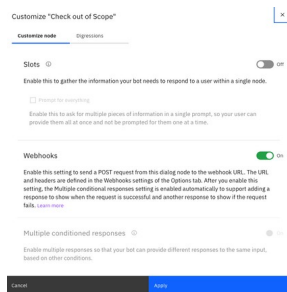 Customize "Check out of Scope"
×
Customize node Digressions
Slots Off
Enable this to gather the information your bot needs to respond to a user within a single node.
Prompt for everything
Enable this to ask for multiple pieces of information in a single prompt, so your user can
provide them all at once and not be prompted for them one at a time.
Webhooks On
Enable this setting to send a POST request from this dialog node to the webhook URL. The URL
and headers are defined in the Webhooks settings of the Options tab. After you enable this
setting, the Multiple conditioned responses setting is enabled automatically to support adding a
response to show when the request is successful and another response to show if the request
fails. Learn more
Multiple conditioned responses
Enable multiple responses so that your bot can provide different responses to the same input,
based on other conditions.
Cancel Apply